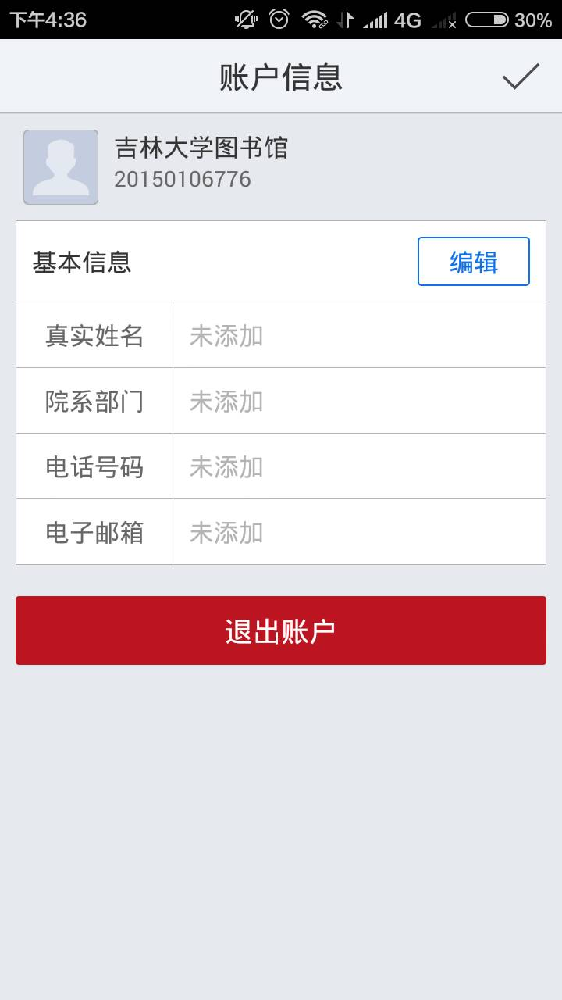 下午4:36 4G 30%
账户信息
吉林大学图书馆
20150106776
基本信息 编辑
真实姓名 未添加
院系部门 未添加
电话号码 未添加
电子邮箱 未添加
退出账户